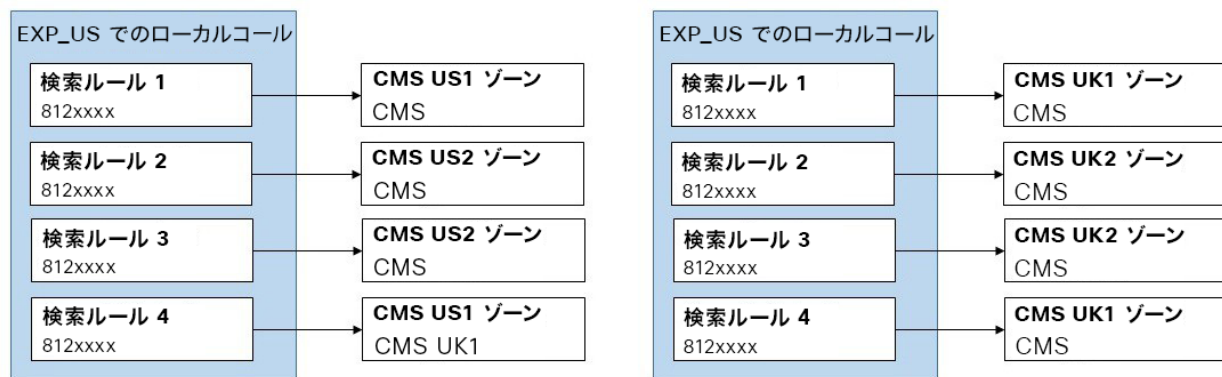 EXP_US でのローカルコール
検索ルール 1
812xxxx
CMS US1 ゾーン
CMS
検索ルール 2
812xxxx
CMS US2 ゾーン
CMS
検索ルール 3
812xxxx
CMS US2 ゾーン
CMS
検索ルール 4
812xxxx
CMS US1 ゾーン
CMS UK1
EXP_US でのローカルコール
検索ルール 1
812xxxx
CMS UK1 ゾーン
CMS
検索ルール 2
812xxxx
CMS UK2 ゾーン
CMS
検索ルール 3
812xxxx
CMS UK2 ゾーン
CMS
検索ルール 4
812xxxx
CMS UK1 ゾーン
CMS